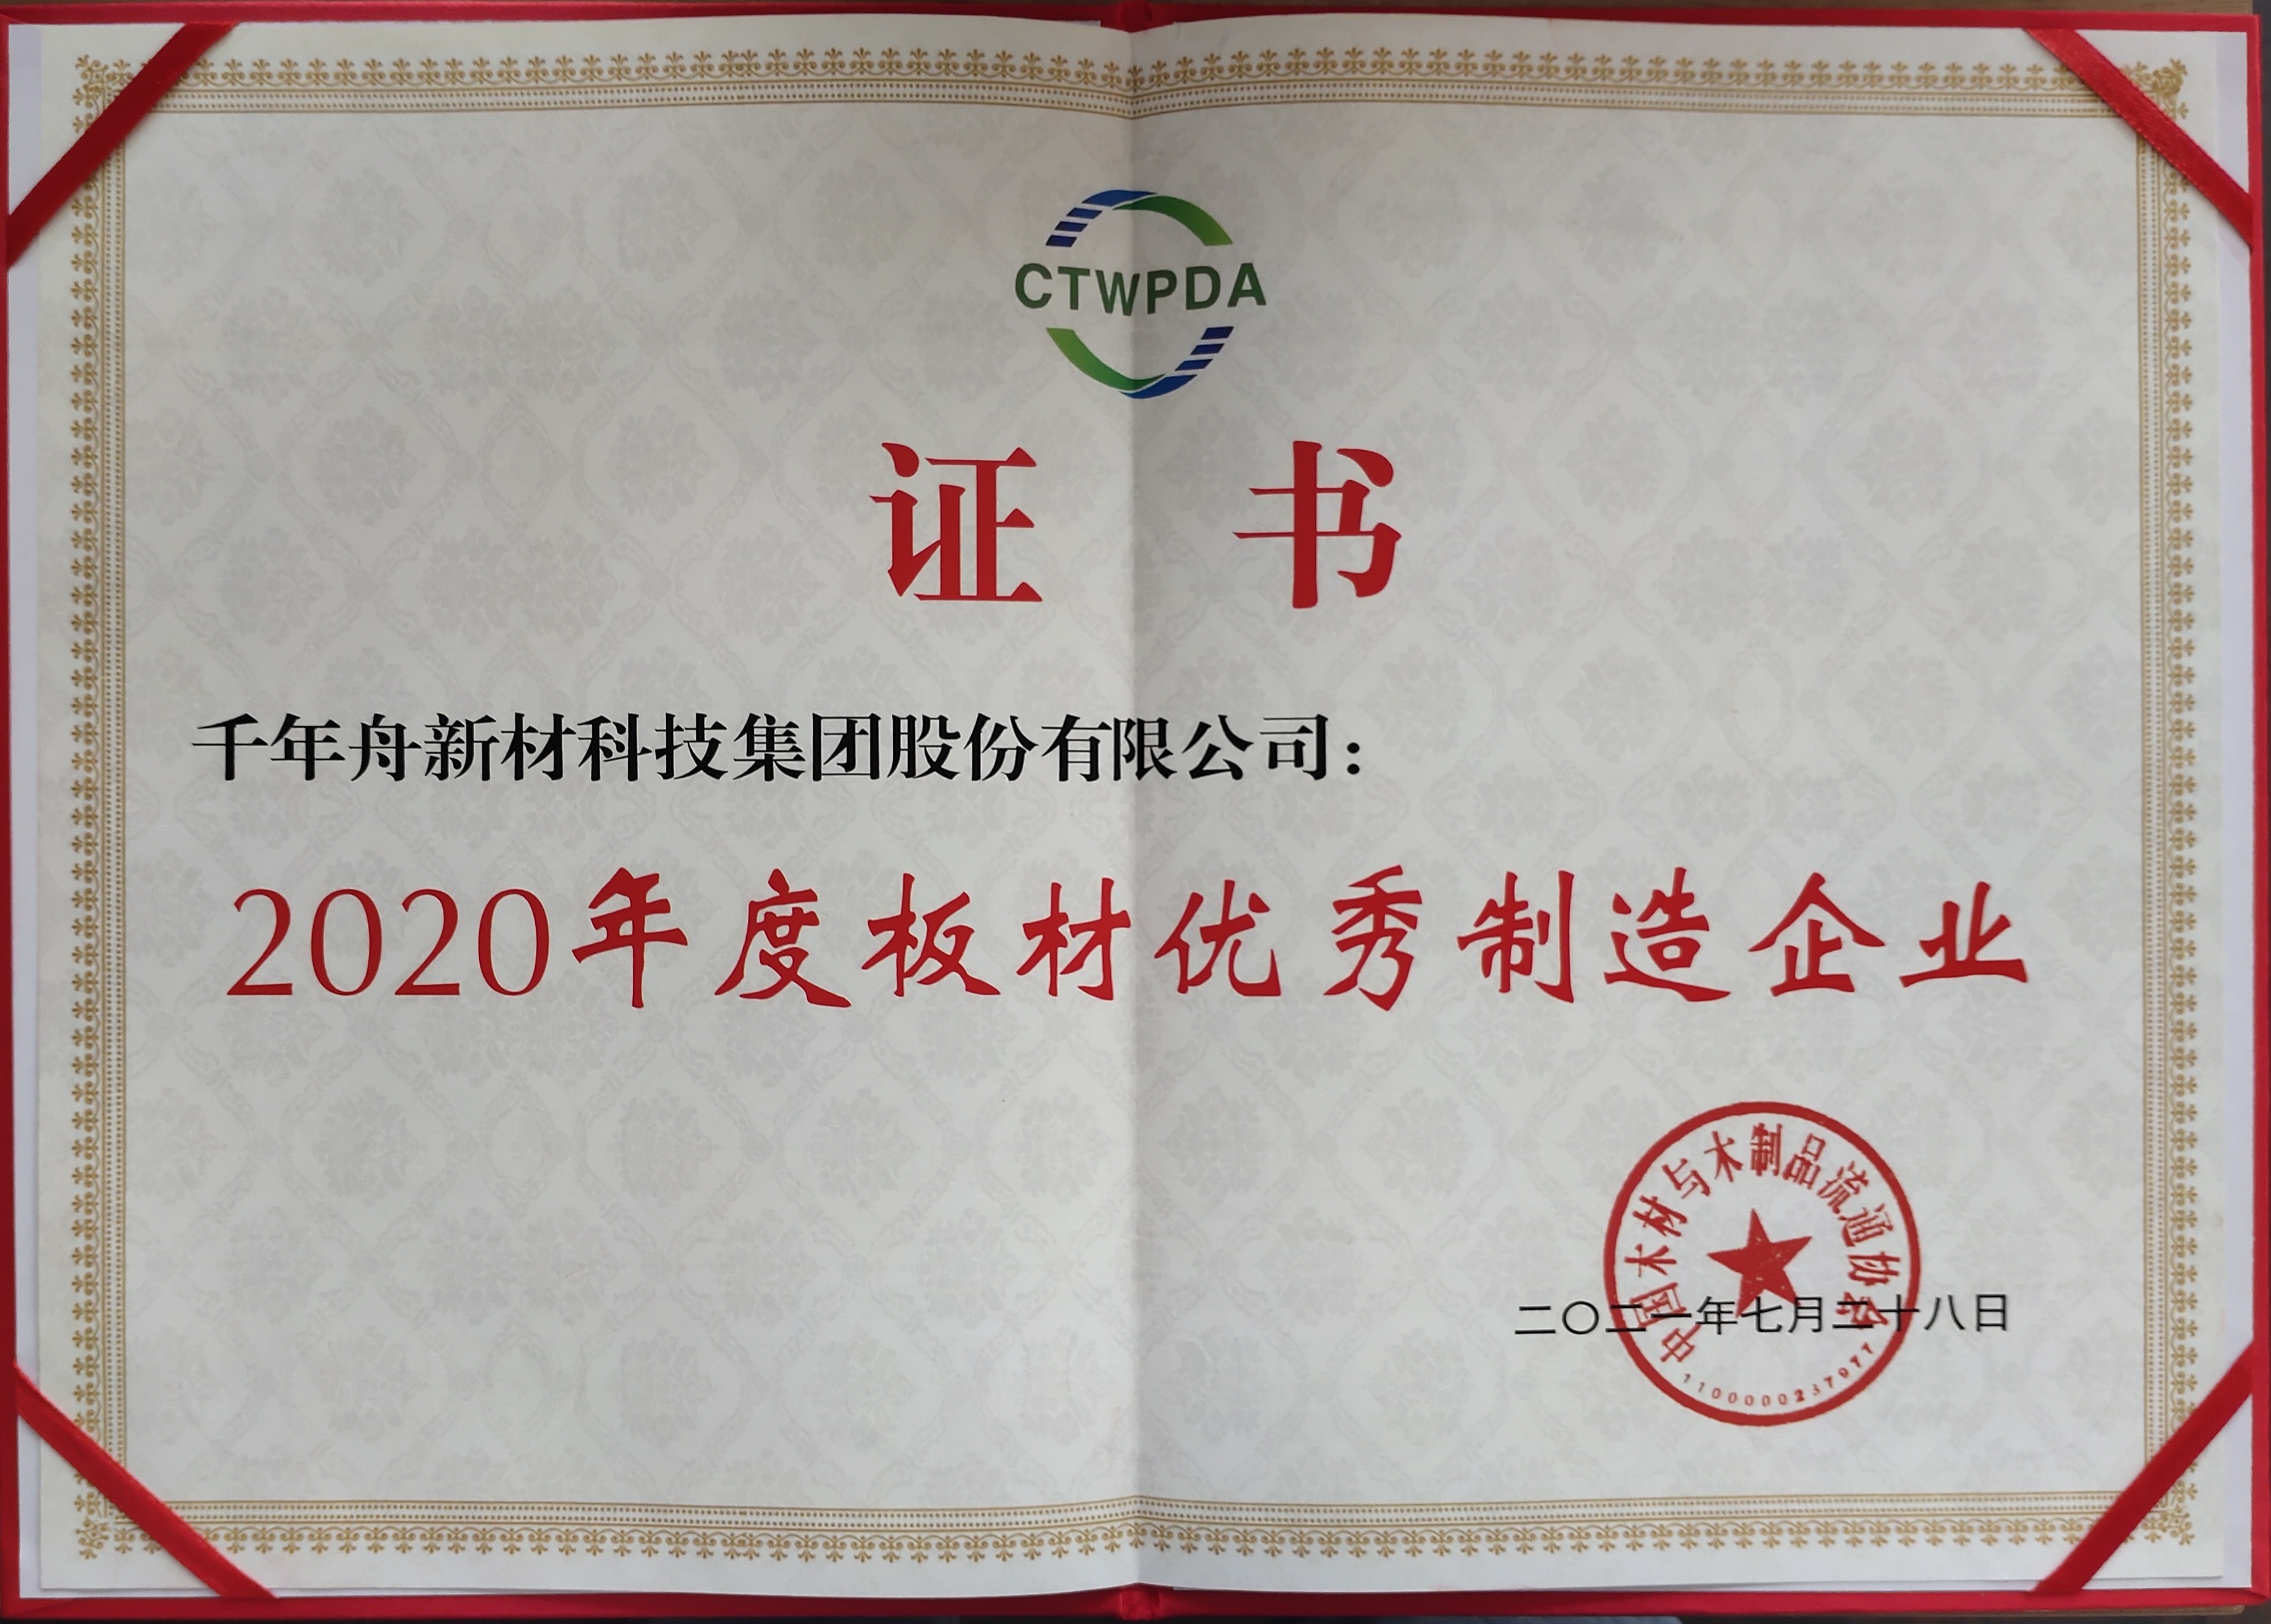 CTWPDA
证 书
千年舟新材科技集团股份有限公司：
2020年度板材优秀制造企业
中国木材与木制品流通协会
二〇二一年七月二十八日
1100000237977